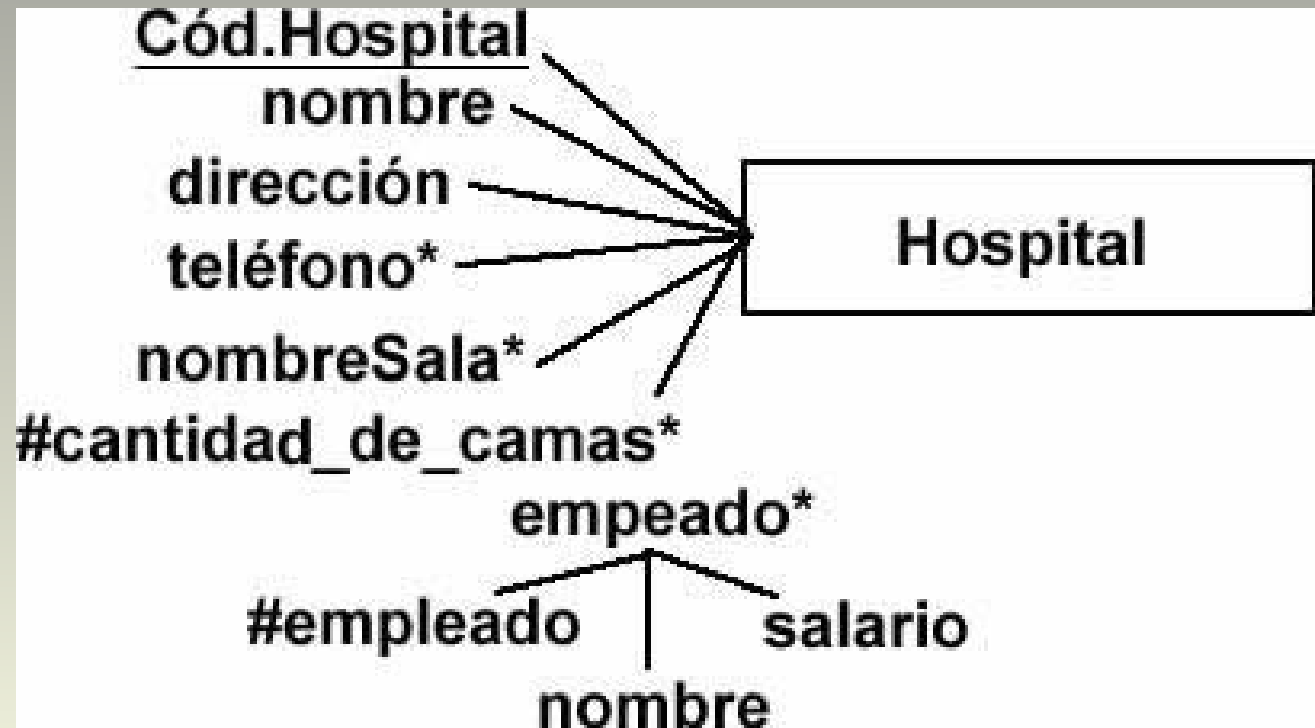 Cód.Hospital
nombre
dirección
teléfono*
Hospital
nombreSala*
#cantidad_de_camas*
empeado*
#empleado
salario
nombre